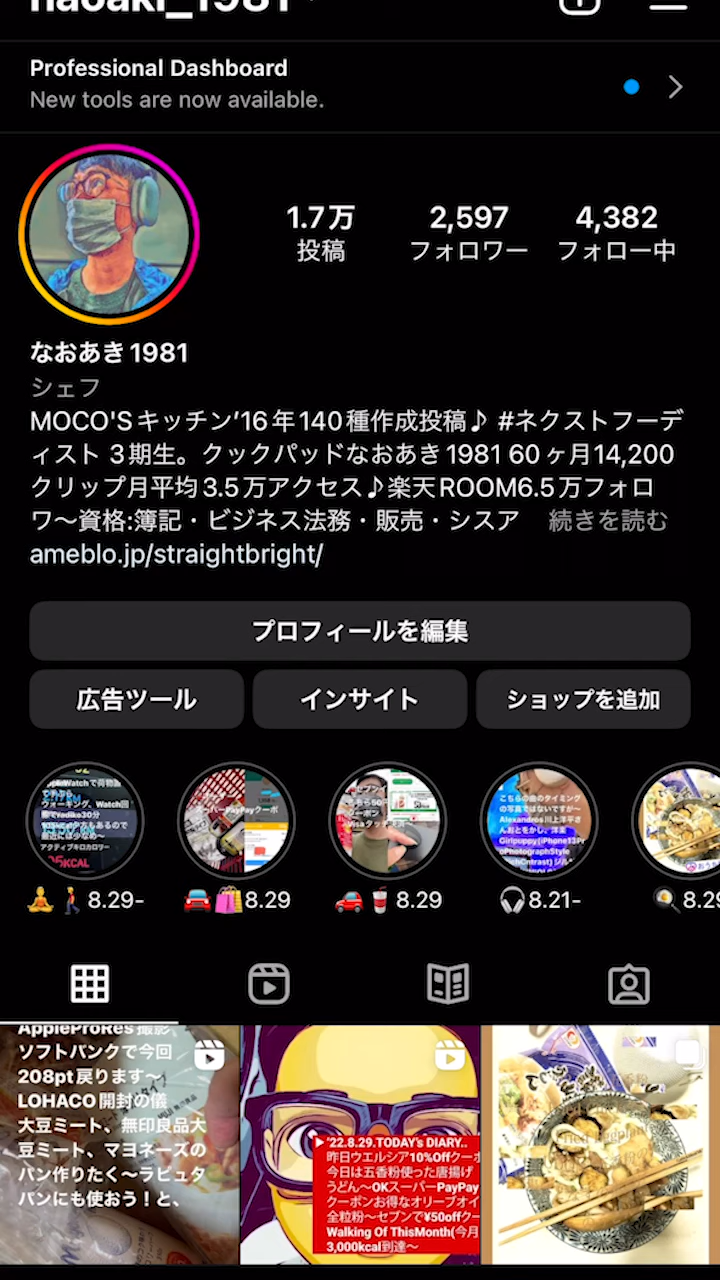 naoaki_1981
Professional Dashboard
New tools are now available.
1.7万
投稿
2,597
フォロワー
4,382
フォロー中
なおあき1981
シェフ
MOCO'Sキッチン’16年140種作成投稿♪ #ネクストフーデ
ィスト 3期生。クックパッドなおあき1981 60ヶ月14,200
クリップ月平均3.5万アクセス♪楽天ROOM6.5万フォロ
ワ〜資格:簿記・ビジネス法務・販売・シスア 続きを読む
ameblo.jp/straightbright/
プロフィールを編集
広告ツール
インサイト
ショップを追加
🧘🚶8.29-
🚘🛍️8.29
🚗🥤8.29
🎧8.21-
🍳8.29
AppleProRes撮影、
ソフトバンクで今回
208pt戻ります〜
LOHACO開封の儀
大豆ミート、無印良品大
豆ミート、マヨネーズの
パン作りたく〜ラピュタ
パンにも使おう！と、
▶'22.8.29.TODAY's DIARY..
昨日ウエルシア10%Offクーポ
今日は五香粉使った唐揚げ
うどん〜OKスーパーPayPay
クーポンお得なオリーブオイ
全粒粉〜セブンで¥50offクー
Walking Of ThisMonth(今月
3,000kcal到達〜